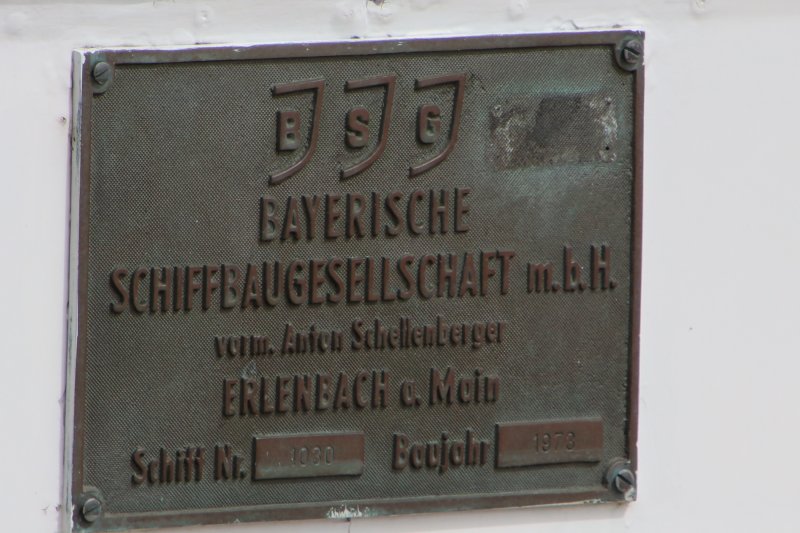 BSG
BAYERISCHE
SCHIFFBAUGESELLSCHAFT m.b.H.
vorm. Anton Schellenberger
ERLENBACH a. Main
Schiff Nr. 1030 Baujahr 1973